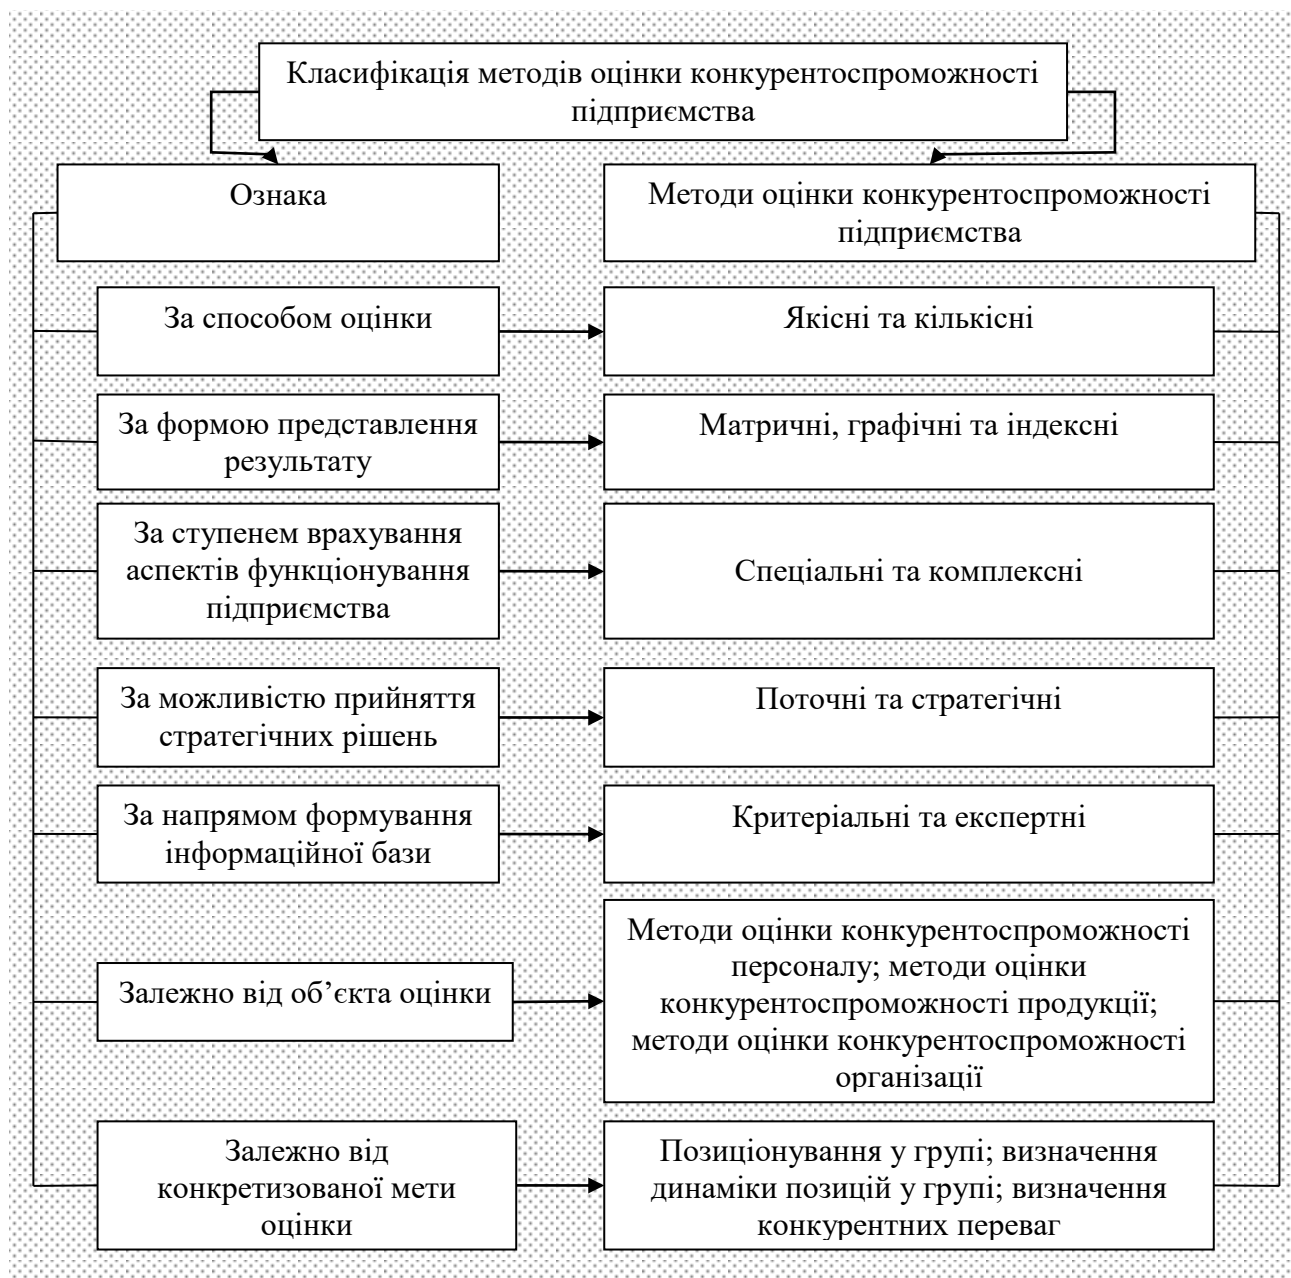 Класифікація методів оцінки конкурентоспроможності
підприємства
Ознака
Методи оцінки конкурентоспроможності
підприємства
За способом оцінки
Якісні та кількісні
За формою представлення
результату
Матричні, графічні та індексні
За ступенем врахування
аспектів функціонування
підприємства
Спеціальні та комплексні
За можливістю прийняття
стратегічних рішень
Поточні та стратегічні
За напрямом формування
інформаційної бази
Критеріальні та експертні
Залежно від об’єкта оцінки
Методи оцінки конкурентоспроможності
персоналу; методи оцінки
конкурентоспроможності продукції;
методи оцінки конкурентоспроможності
організації
Залежно від
конкретизованої мети
оцінки
Позиціонування у групі; визначення
динаміки позицій у групі; визначення
конкурентних переваг